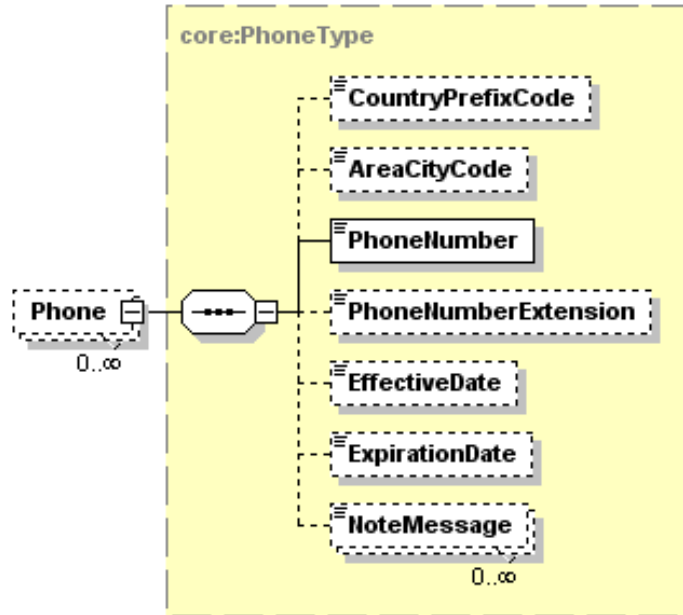 core:PhoneType
CountryPrefixCode
AreaCityCode
PhoneNumber
Phone
0..∞
PhoneNumberExtension
EffectiveDate
ExpirationDate
NoteMessage
0..∞